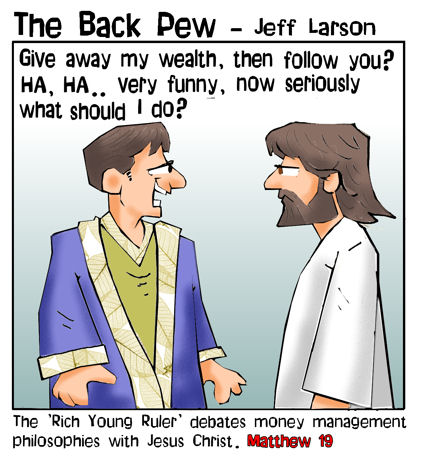 The Back Pew - Jeff Larson
Give away my wealth, then follow you?
HA, HA.. very funny, now seriously
what should I do?
The 'Rich Young Ruler' debates money management
philosophies with Jesus Christ. Matthew 19